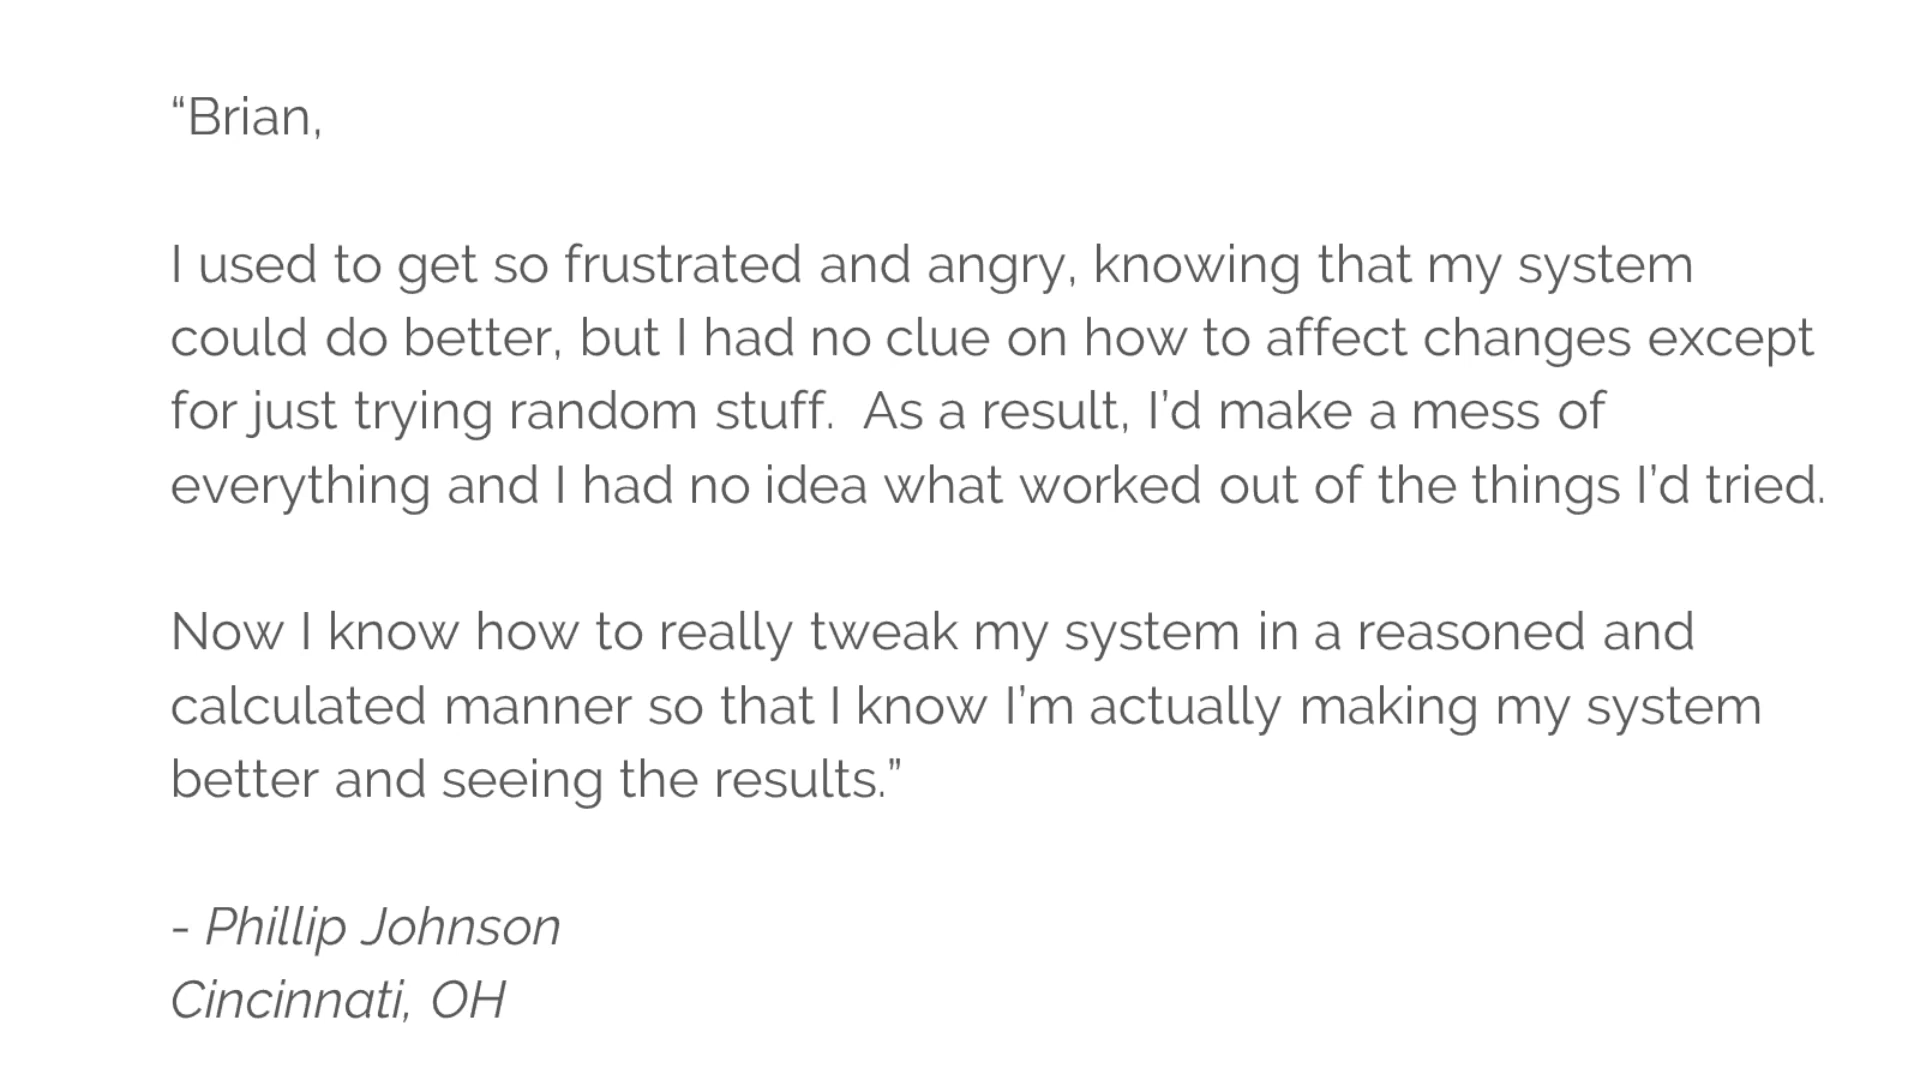 “Brian,
I used to get so frustrated and angry, knowing that my system
could do better, but I had no clue on how to affect changes except
for just trying random stuff.  As a result, I’d make a mess of
everything and I had no idea what worked out of the things I’d tried.
Now I know how to really tweak my system in a reasoned and
calculated manner so that I know I’m actually making my system
better and seeing the results.”
- Phillip Johnson
Cincinnati, OH